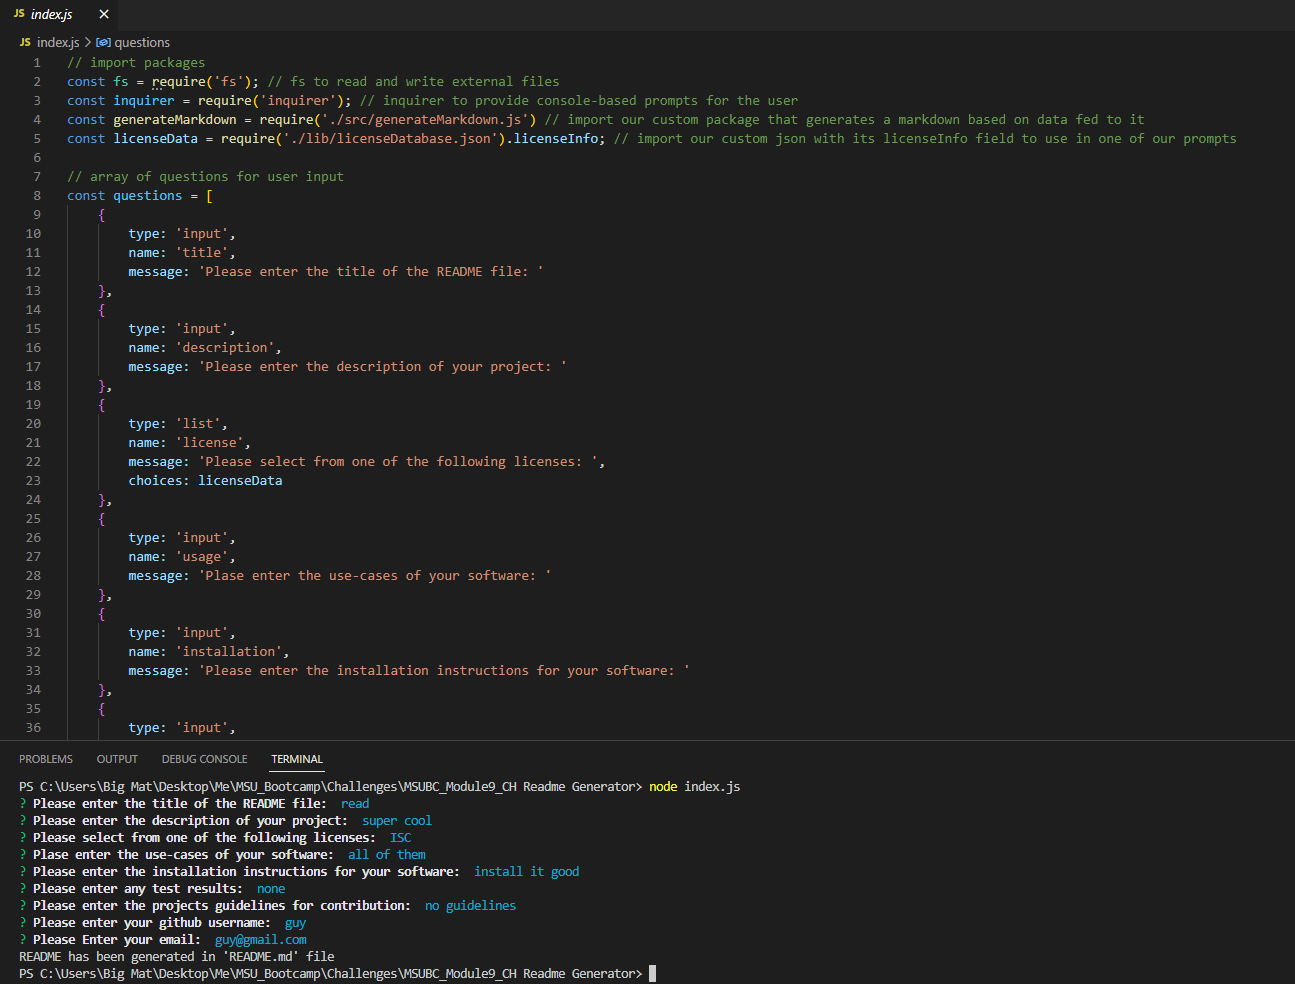 JS index.js ×
JS index.js > questions
1 // import packages
2 const fs = require('fs'); // fs to read and write external files
3 const inquirer = require('inquirer'); // inquirer to provide console-based prompts for the user
4 const generateMarkdown = require('./src/generateMarkdown.js') // import our custom package that generates a markdown based on data fed to it
5 const licenseData = require('./lib/licenseDatabase.json').licenseInfo; // import our custom json with its licenseInfo field to use in one of our prompts
6
7 // array of questions for user input
8 const questions = [
9 {
10 type: 'input',
11 name: 'title',
12 message: 'Please enter the title of the README file: '
13 },
14 {
15 type: 'input',
16 name: 'description',
17 message: 'Please enter the description of your project: '
18 },
19 {
20 type: 'list',
21 name: 'license',
22 message: 'Please select from one of the following licenses: ',
23 choices: licenseData
24 },
25 {
26 type: 'input',
27 name: 'usage',
28 message: 'Plase enter the use-cases of your software: '
29 },
30 {
31 type: 'input',
32 name: 'installation',
33 message: 'Please enter the installation instructions for your software: '
34 },
35 {
36 type: 'input',
PROBLEMS OUTPUT DEBUG CONSOLE TERMINAL
PS C:\Users\Big Mat\Desktop\Me\MSU_Bootcamp\Challenges\MSUBC_Module9_CH Readme Generator> node index.js
? Please enter the title of the README file: read
? Please enter the description of your project: super cool
? Please select from one of the following licenses: ISC
? Plase enter the use-cases of your software: all of them
? Please enter the installation instructions for your software: install it good
? Please enter any test results: none
? Please enter the projects guidelines for contribution: no guidelines
? Please enter your github username: guy
? Please Enter your email: guy@gmail.com
README has been generated in 'README.md' file
PS C:\Users\Big Mat\Desktop\Me\MSU_Bootcamp\Challenges\MSUBC_Module9_CH Readme Generator>